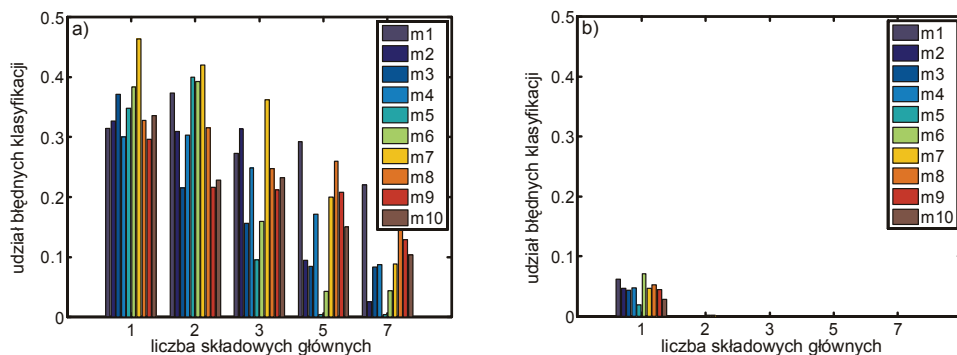 a)
0.5
0.4
0.3
0.2
0.1
0
udział błędnych klasyfikacji
1 2 3 5 7
liczba składowych głównych
m1
m2
m3
m4
m5
m6
m7
m8
m9
m10
b)
0.5
0.4
0.3
0.2
0.1
0
udział błędnych klasyfikacji
1 2 3 5 7
liczba składowych głównych
m1
m2
m3
m4
m5
m6
m7
m8
m9
m10